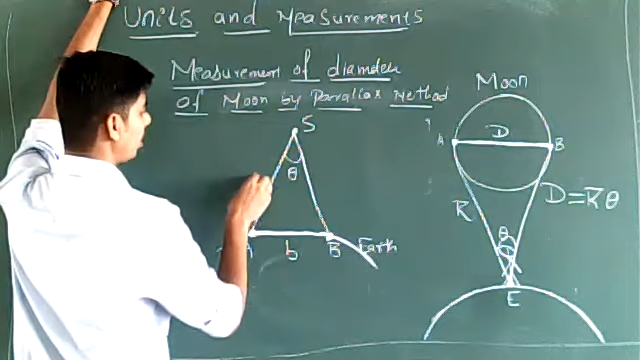 Units and Measurements
Measurement of diameter
of Moon by Parallax Method
S
θ
A b B Earth
Moon
A D B
R D=Rθ
θ
E